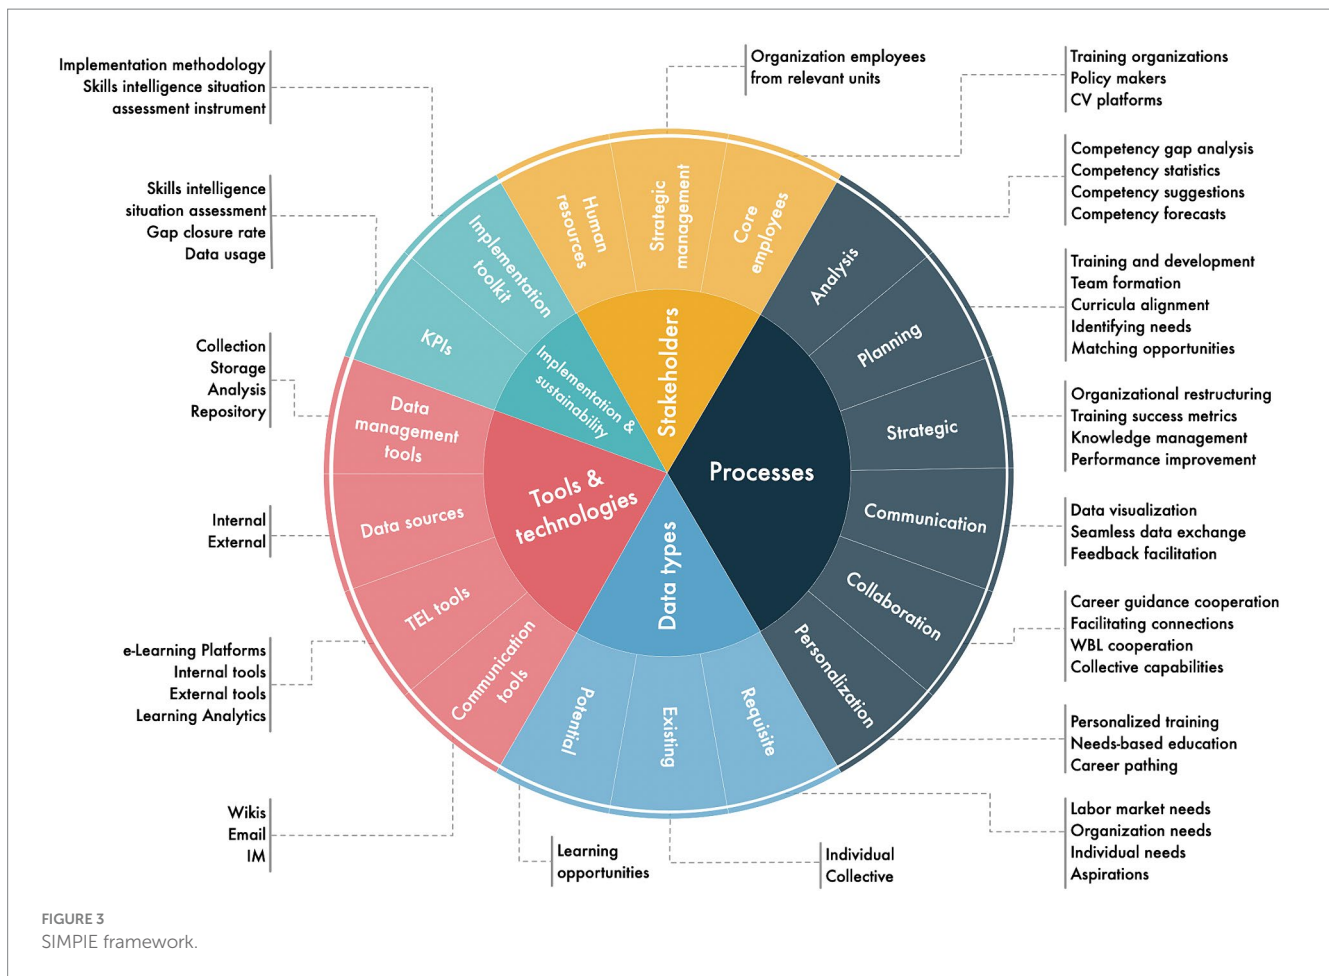 Implementation methodology
Skills intelligence situation
assessment instrument
Skills intelligence
situation assessment
Gap closure rate
Data usage
Collection
Storage
Analysis
Repository
Internal
External
e-Learning Platforms
Internal tools
External tools
Learning Analytics
Wikis
Email
IM
Organization employees
from relevant units
Human
resources
Strategic
management
Core
employees
Implementation
toolkit
KPIs
Implementation &
sustainability
Stakeholders
Analysis
Planning
Strategic
Communication
Collaboration
Personalization
Processes
Data
management
tools
Data sources
TEL tools
Communication
tools
Tools &
technologies
Data types
Potential
Existing
Requisite
Learning
opportunities
Individual
Collective
Training organizations
Policy makers
CV platforms
Competency gap analysis
Competency statistics
Competency suggestions
Competency forecasts
Training and development
Team formation
Curricula alignment
Identifying needs
Matching opportunities
Organizational restructuring
Training success metrics
Knowledge management
Performance improvement
Data visualization
Seamless data exchange
Feedback facilitation
Career guidance cooperation
Facilitating connections
WBL cooperation
Collective capabilities
Personalized training
Needs-based education
Career pathing
Labor market needs
Organization needs
Individual needs
Aspirations
FIGURE 3
SIMPIE framework.